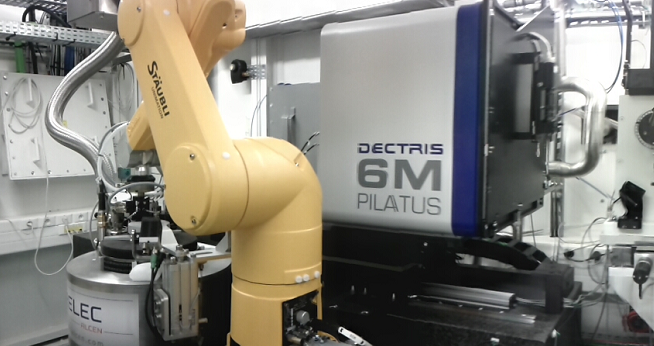 STÄUBLI
DECTRIS
6M
PILATUS
ELEC